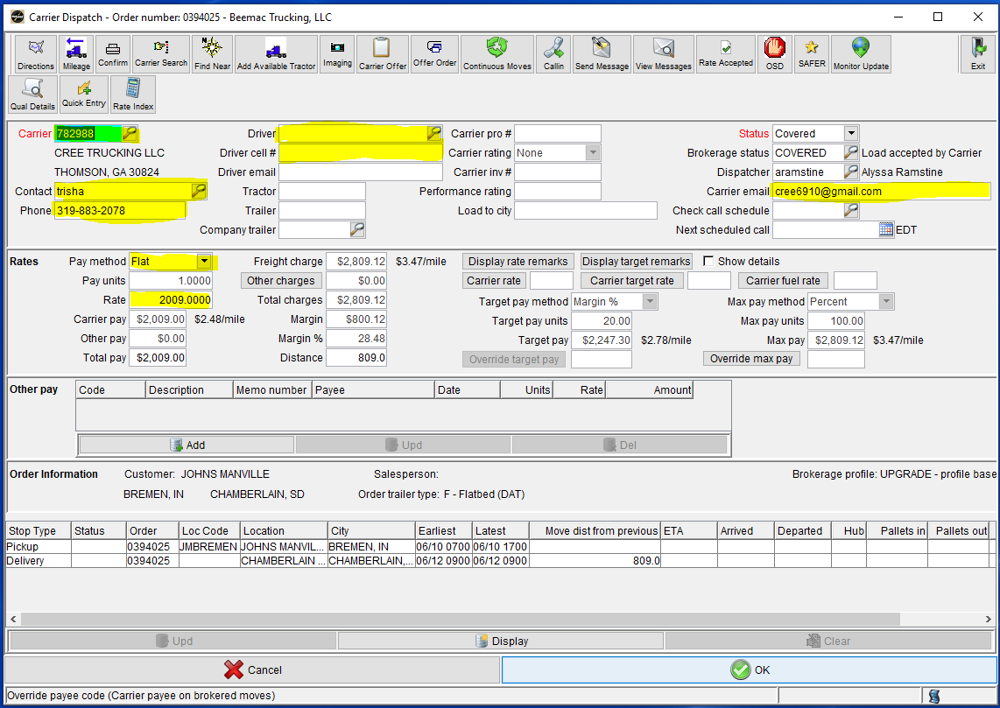 Carrier Dispatch - Order number: 0394025 - Beemac Trucking, LLC
Directions Mileage Confirm Carrier Search Find Near Add Available Tractor Imaging Carrier Offer Offer Order Continuous Moves Callin Send Message View Messages Rate Accepted OSD SAFER Monitor Update Exit
Qual Details Quick Entry Rate Index
Carrier 782988 Driver Carrier pro # Status Covered
CREE TRUCKING LLC Driver cell # Carrier rating None Brokerage status COVERED Load accepted by Carrier
THOMSON, GA 30824 Driver email Carrier inv # Dispatcher aramstine Alyssa Ramstine
Contact trisha Tractor Performance rating Carrier email cree6910@gmail.com
Phone 319-883-2078 Trailer Load to city Check call schedule
Company trailer Next scheduled call EDT
Rates Pay method Flat Freight charge $2,809.12 $3.47/mile Display rate remarks Display target remarks Show details
Pay units 1.0000 Other charges $0.00 Carrier rate Carrier target rate Carrier fuel rate
Rate 2009.0000 Total charges $2,809.12 Target pay method Margin % Max pay method Percent
Carrier pay $2,009.00 $2.48/mile Margin $800.12 Target pay units 20.00 Max pay units 100.00
Other pay $0.00 Margin % 28.48 Target pay $2,247.30 $2.78/mile Max pay $2,809.12 $3.47/mile
Total pay $2,009.00 Distance 809.0 Override target pay Override max pay
Other pay Code Description Memo number Payee Date Units Rate Amount
Add Upd Del
Order Information Customer: JOHNS MANVILLE Salesperson: Brokerage profile: UPGRADE - profile base
BREMEN, IN CHAMBERLAIN, SD Order trailer type: F - Flatbed (DAT)
Stop Type Status Order Loc Code Location City Earliest Latest Move dist from previous ETA Arrived Departed Hub Pallets in Pallets out
Pickup 0394025 JMBREMEN JOHNS MANVIL... BREMEN, IN 06/10 0700 06/10 1700
Delivery 0394025 CHAMBERLAIN ... CHAMBERLAIN,... 06/12 0900 06/12 0900 809.0
Upd Display Clear
Cancel OK
Override payee code (Carrier payee on brokered moves)